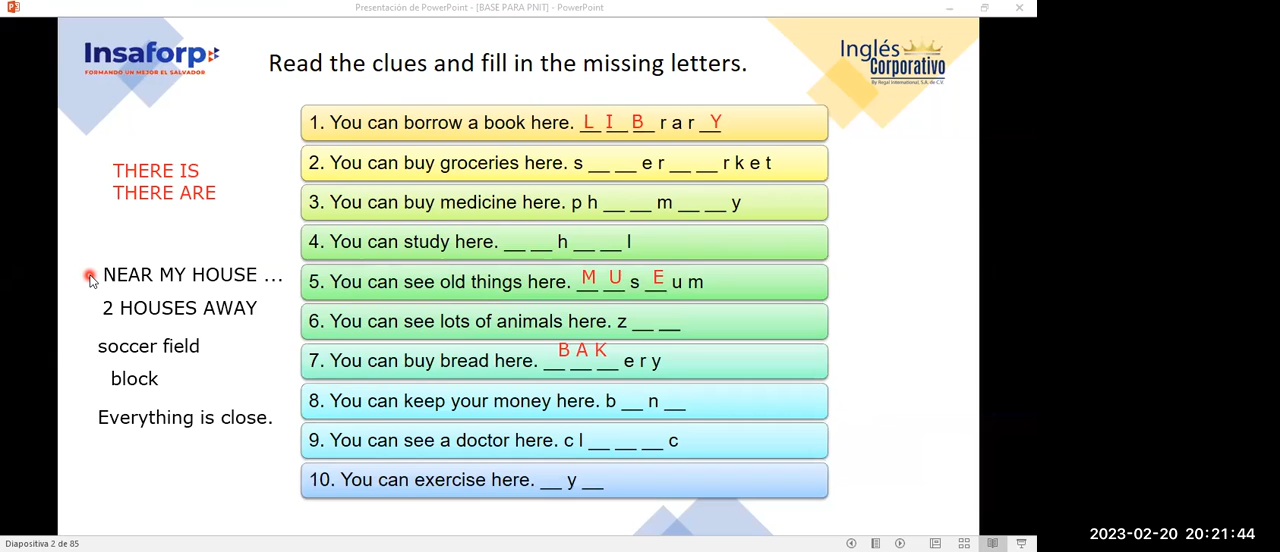 Presentación de PowerPoint - [BASE PARA PNIT] - PowerPoint
Insaforp
FORMANDO UN MEJOR EL SALVADOR
Read the clues and fill in the missing letters.
Inglés
Corporativo
By Regal International, S.A. de C.V.
THERE IS
THERE ARE
NEAR MY HOUSE ...
2 HOUSES AWAY
soccer field
block
Everything is close.
1. You can borrow a book here. L I B r a r Y
2. You can buy groceries here. s __ __ e r __ __ r k e t
3. You can buy medicine here. p h __ __ m __ __ y
4. You can study here. __ __ h __ __ l
5. You can see old things here. M U s E u m
6. You can see lots of animals here. z __ __
7. You can buy bread here. B A K e r y
8. You can keep your money here. b __ n __
9. You can see a doctor here. c l __ __ __ c
10. You can exercise here. __ y __
Diapositiva 2 de 85
2023-02-20 20:21:44